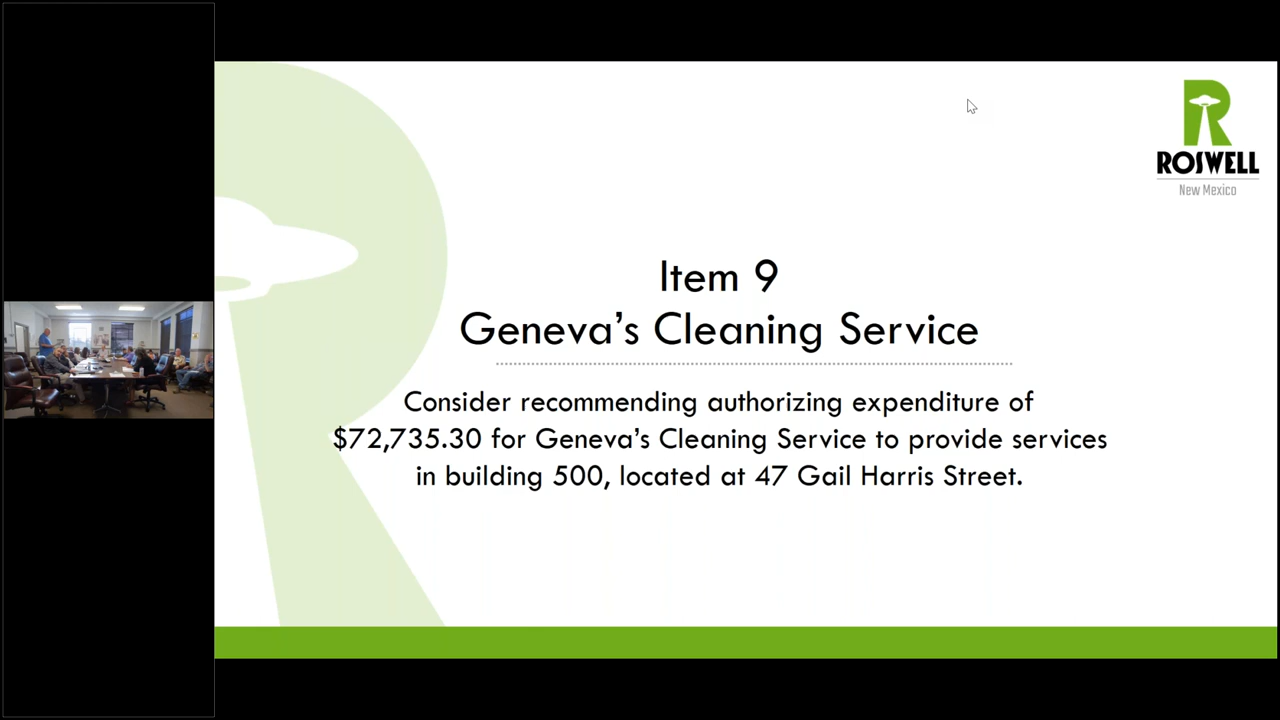 ROSWELL
New Mexico
Item 9
Geneva's Cleaning Service
Consider recommending authorizing expenditure of
$72,735.30 for Geneva's Cleaning Service to provide services
in building 500, located at 47 Gail Harris Street.